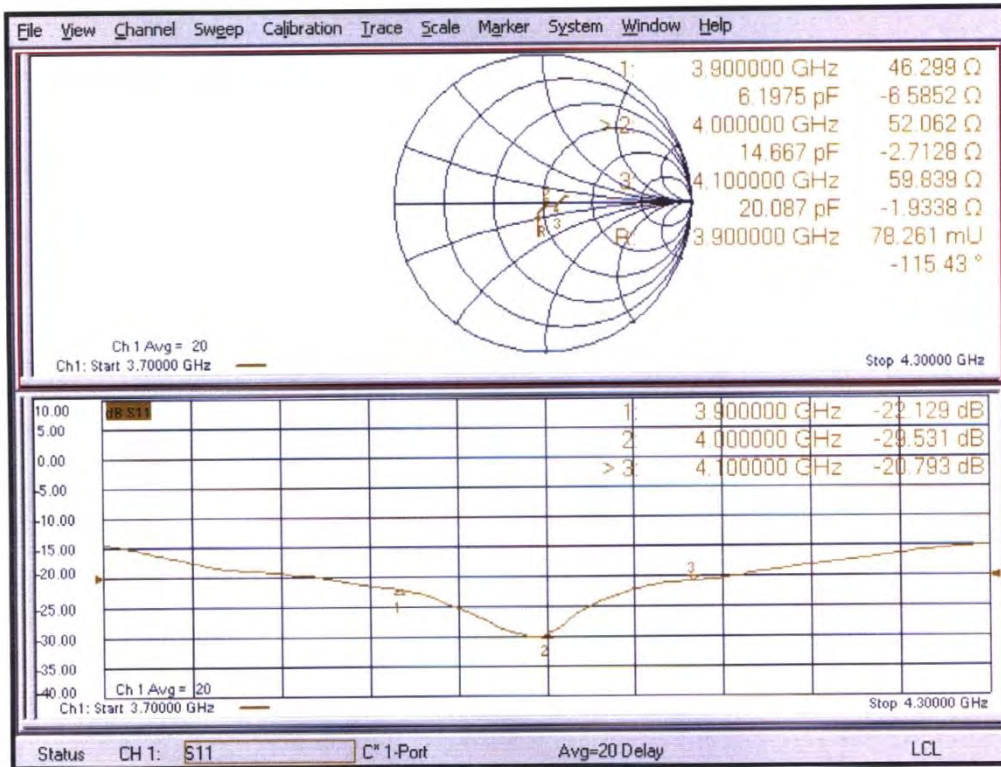 File View Channel Sweep Calibration Trace Scale Marker System Window Help
1: 3.900000 GHz 46.299 Ω
6.1975 pF -6.5852 Ω
> 2: 4.000000 GHz 52.062 Ω
14.667 pF -2.7128 Ω
3: 4.100000 GHz 59.839 Ω
20.087 pF -1.9338 Ω
R: 3.900000 GHz 78.261 mU
-115.43 °
2
R 3
Ch 1 Avg = 20
Ch1: Start 3.70000 GHz Stop 4.30000 GHz
dB S11
1: 3.900000 GHz -22.129 dB
2: 4.000000 GHz -29.531 dB
> 3: 4.100000 GHz -20.793 dB
10.00
5.00
0.00
-5.00
-10.00
-15.00
-20.00
-25.00
-30.00
-35.00
-40.00
1
2
3
Ch 1 Avg = 20
Ch1: Start 3.70000 GHz Stop 4.30000 GHz
Status CH 1: S11 C* 1-Port Avg=20 Delay LCL